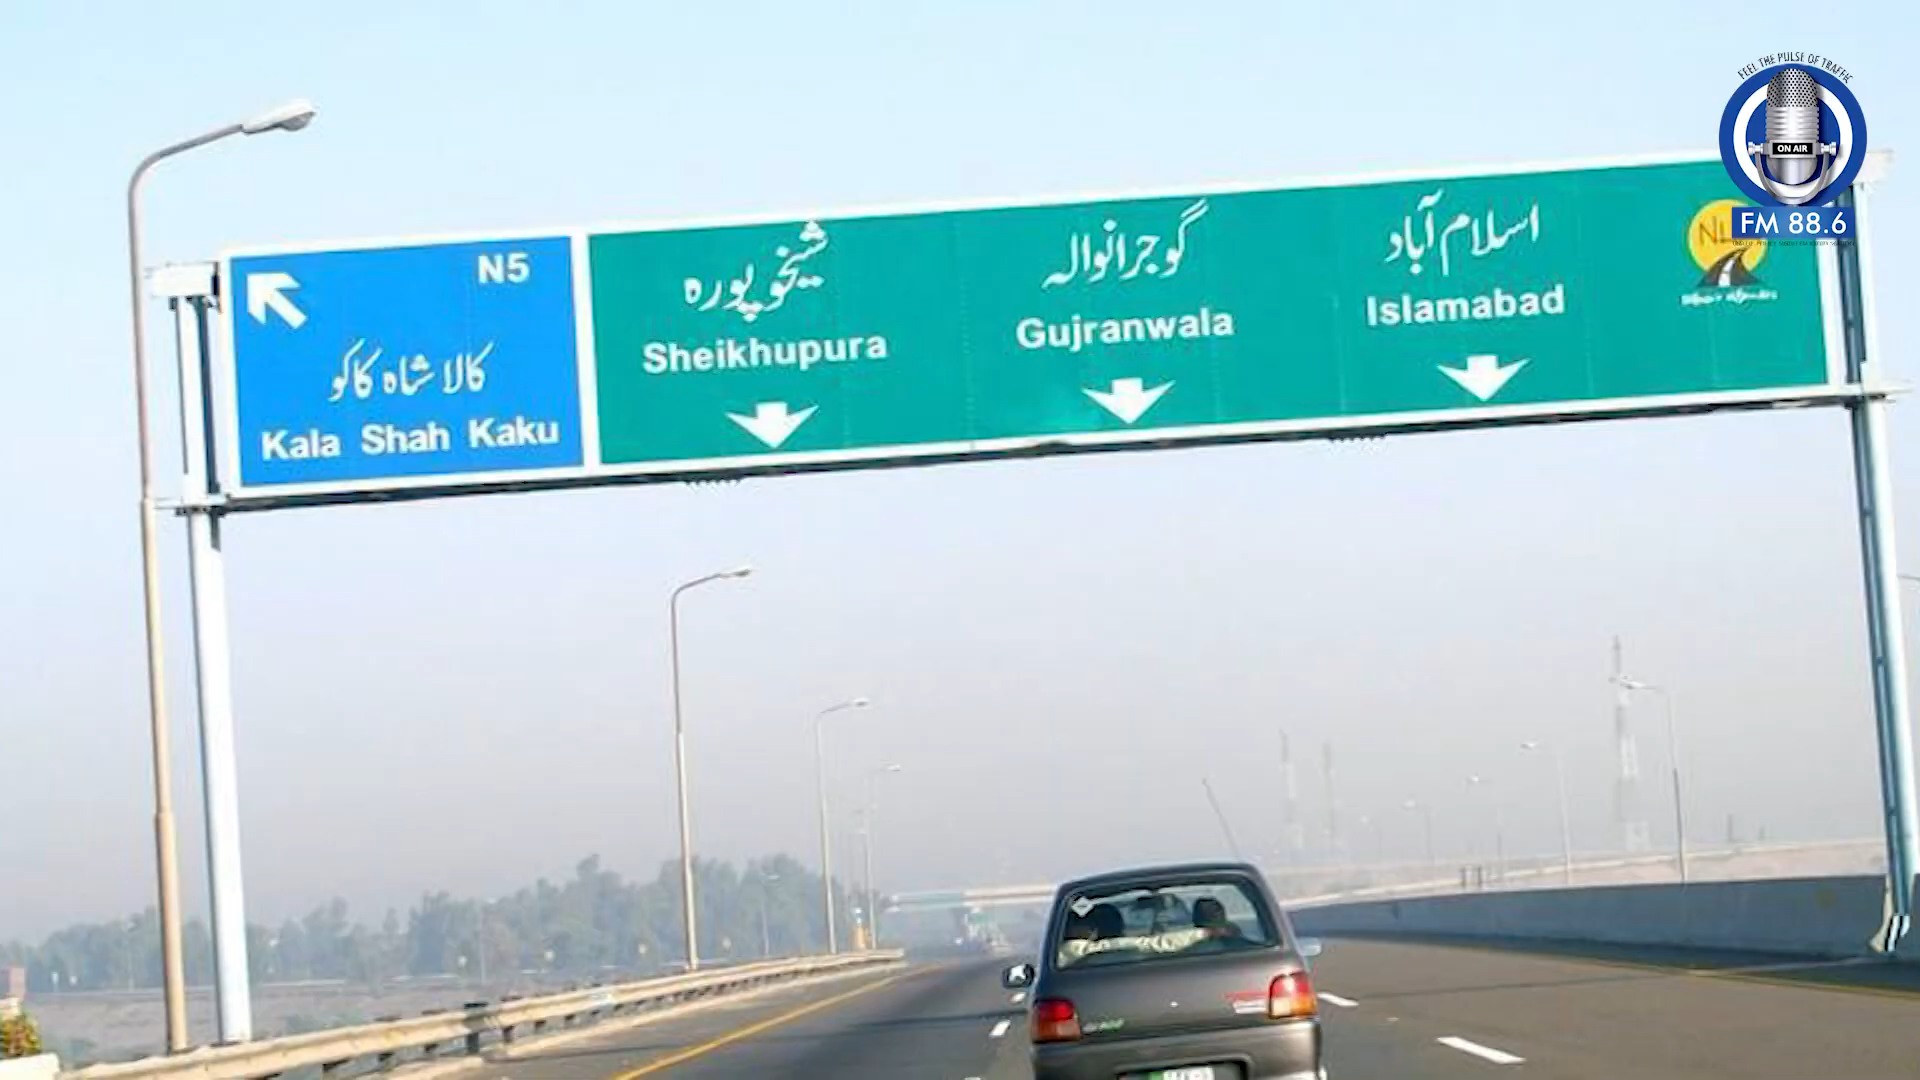 FEEL THE PULSE OF TRAFFIC
ON AIR
FM 88.6
N5
کالا شاہ کاکو
Kala Shah Kaku
شیخوپورہ
Sheikhupura
گوجرانوالہ
Gujranwala
اسلام آباد
Islamabad